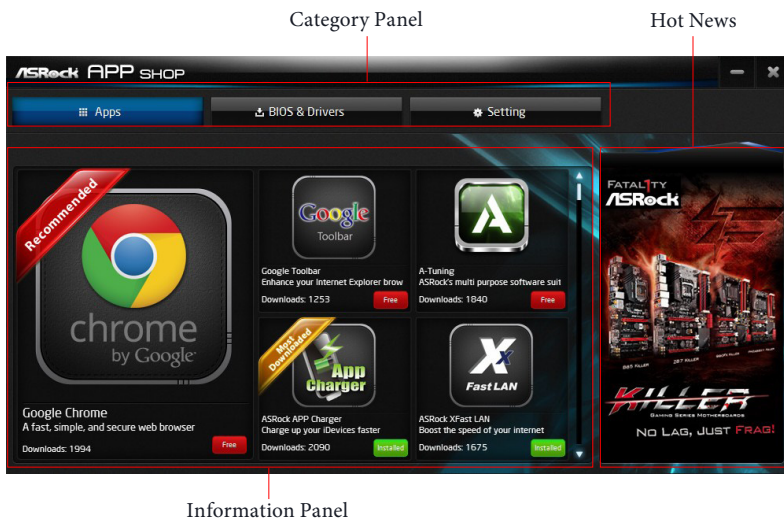 Category Panel
Hot News
ASRock APP SHOP
Apps
BIOS & Drivers
Setting
Recommended
chrome
by Google
Google Chrome
A fast, simple, and secure web browser
Downloads: 1994
Free
Google
Toolbar
Google Toolbar
Enhance your Internet Explorer brow
Downloads: 1253
Free
A-Tuning
ASRock's multi purpose software suit
Downloads: 1840
Free
Most Downloaded
App
Charger
ASRock APP Charger
Charge up your iDevices faster
Downloads: 2090
Installed
Fast LAN
ASRock XFast LAN
Boost the speed of your internet
Downloads: 1675
Installed
FATAL1TY
ASRock
B85 KILLER
Z87 KILLER
KILLER
GAMING SERIES MOTHERBOARDS
NO LAG, JUST FRAG!
Information Panel